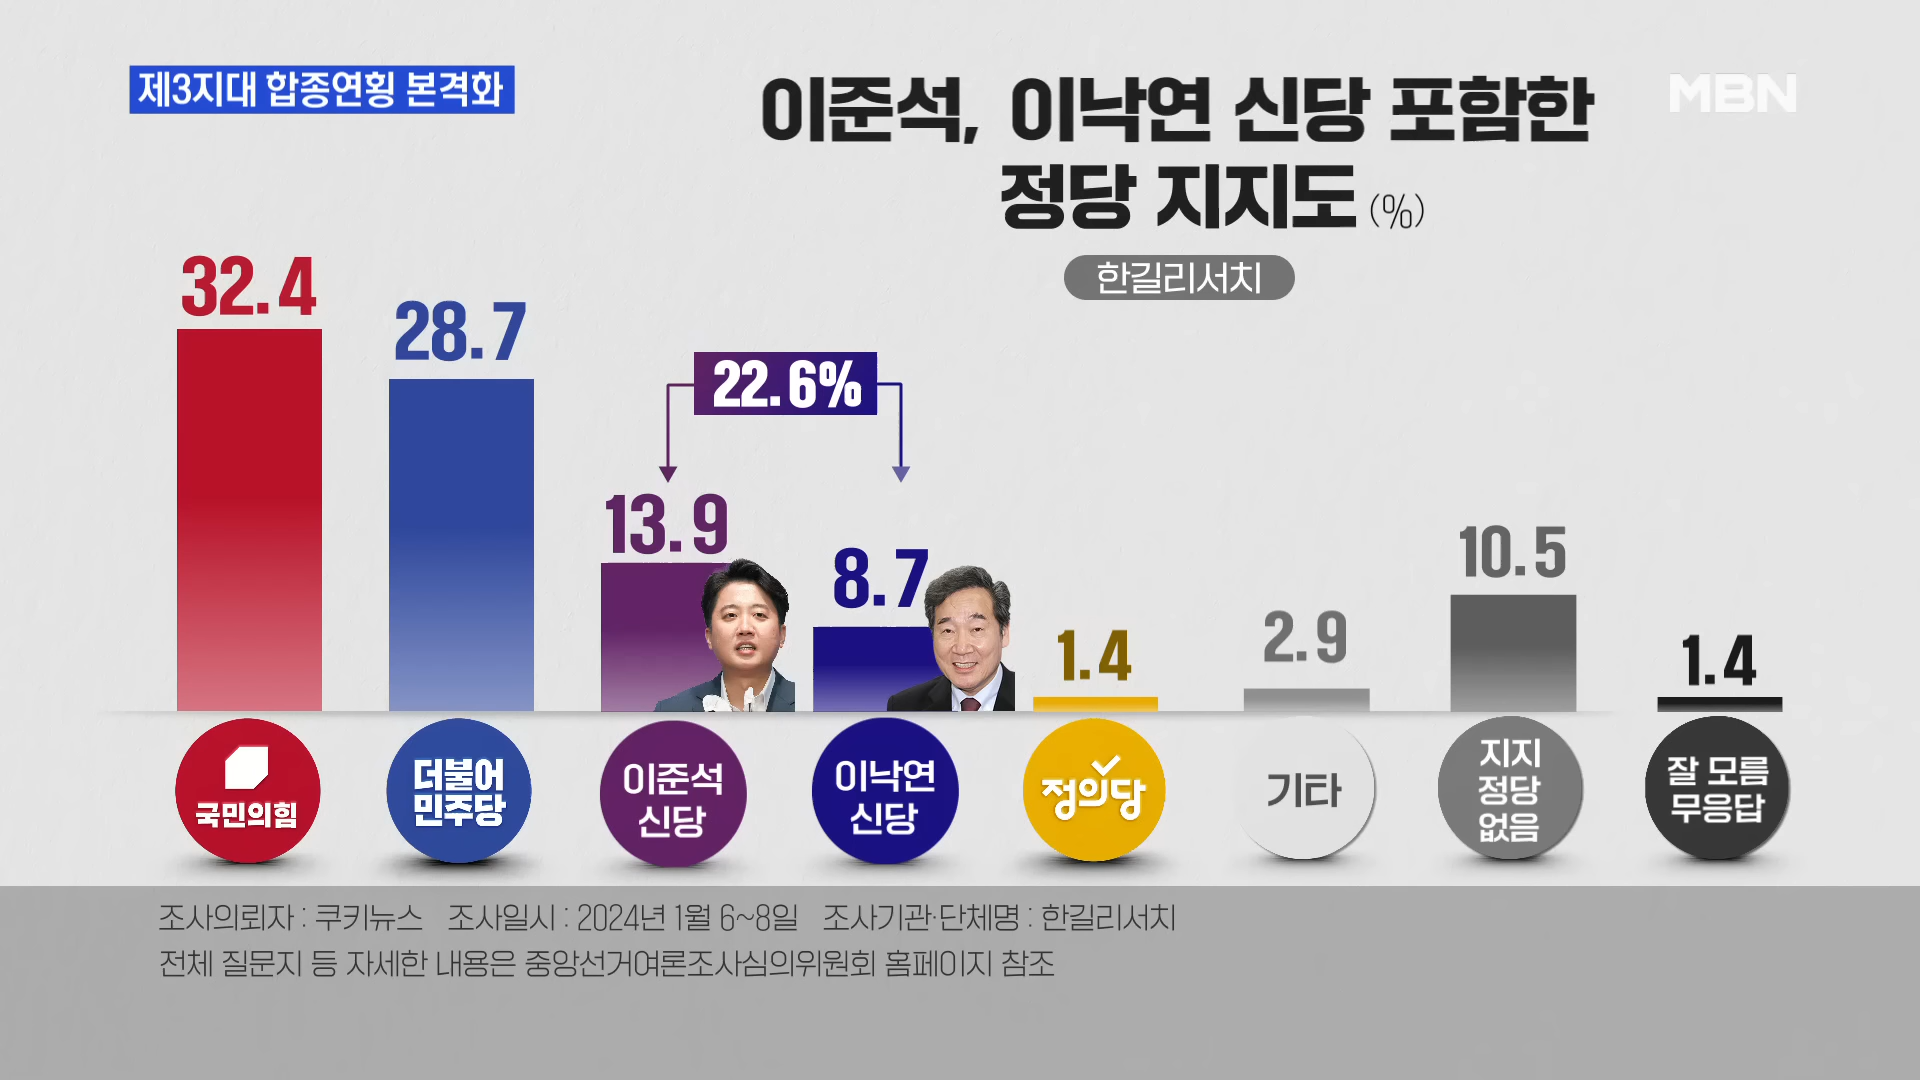 제3지대 합종연횡 본격화
MBN
이준석, 이낙연 신당 포함한
정당 지지도 (%)
한길리서치
32.4
28.7
22.6%
13.9
8.7
1.4
2.9
10.5
1.4
국민의힘
더불어
민주당
이준석
신당
이낙연
신당
정의당
기타
지지
정당
없음
잘 모름
무응답
조사의뢰자 : 쿠키뉴스 조사일시 : 2024년 1월 6~8일 조사기관·단체명 : 한길리서치
전체 질문지 등 자세한 내용은 중앙선거여론조사심의위원회 홈페이지 참조